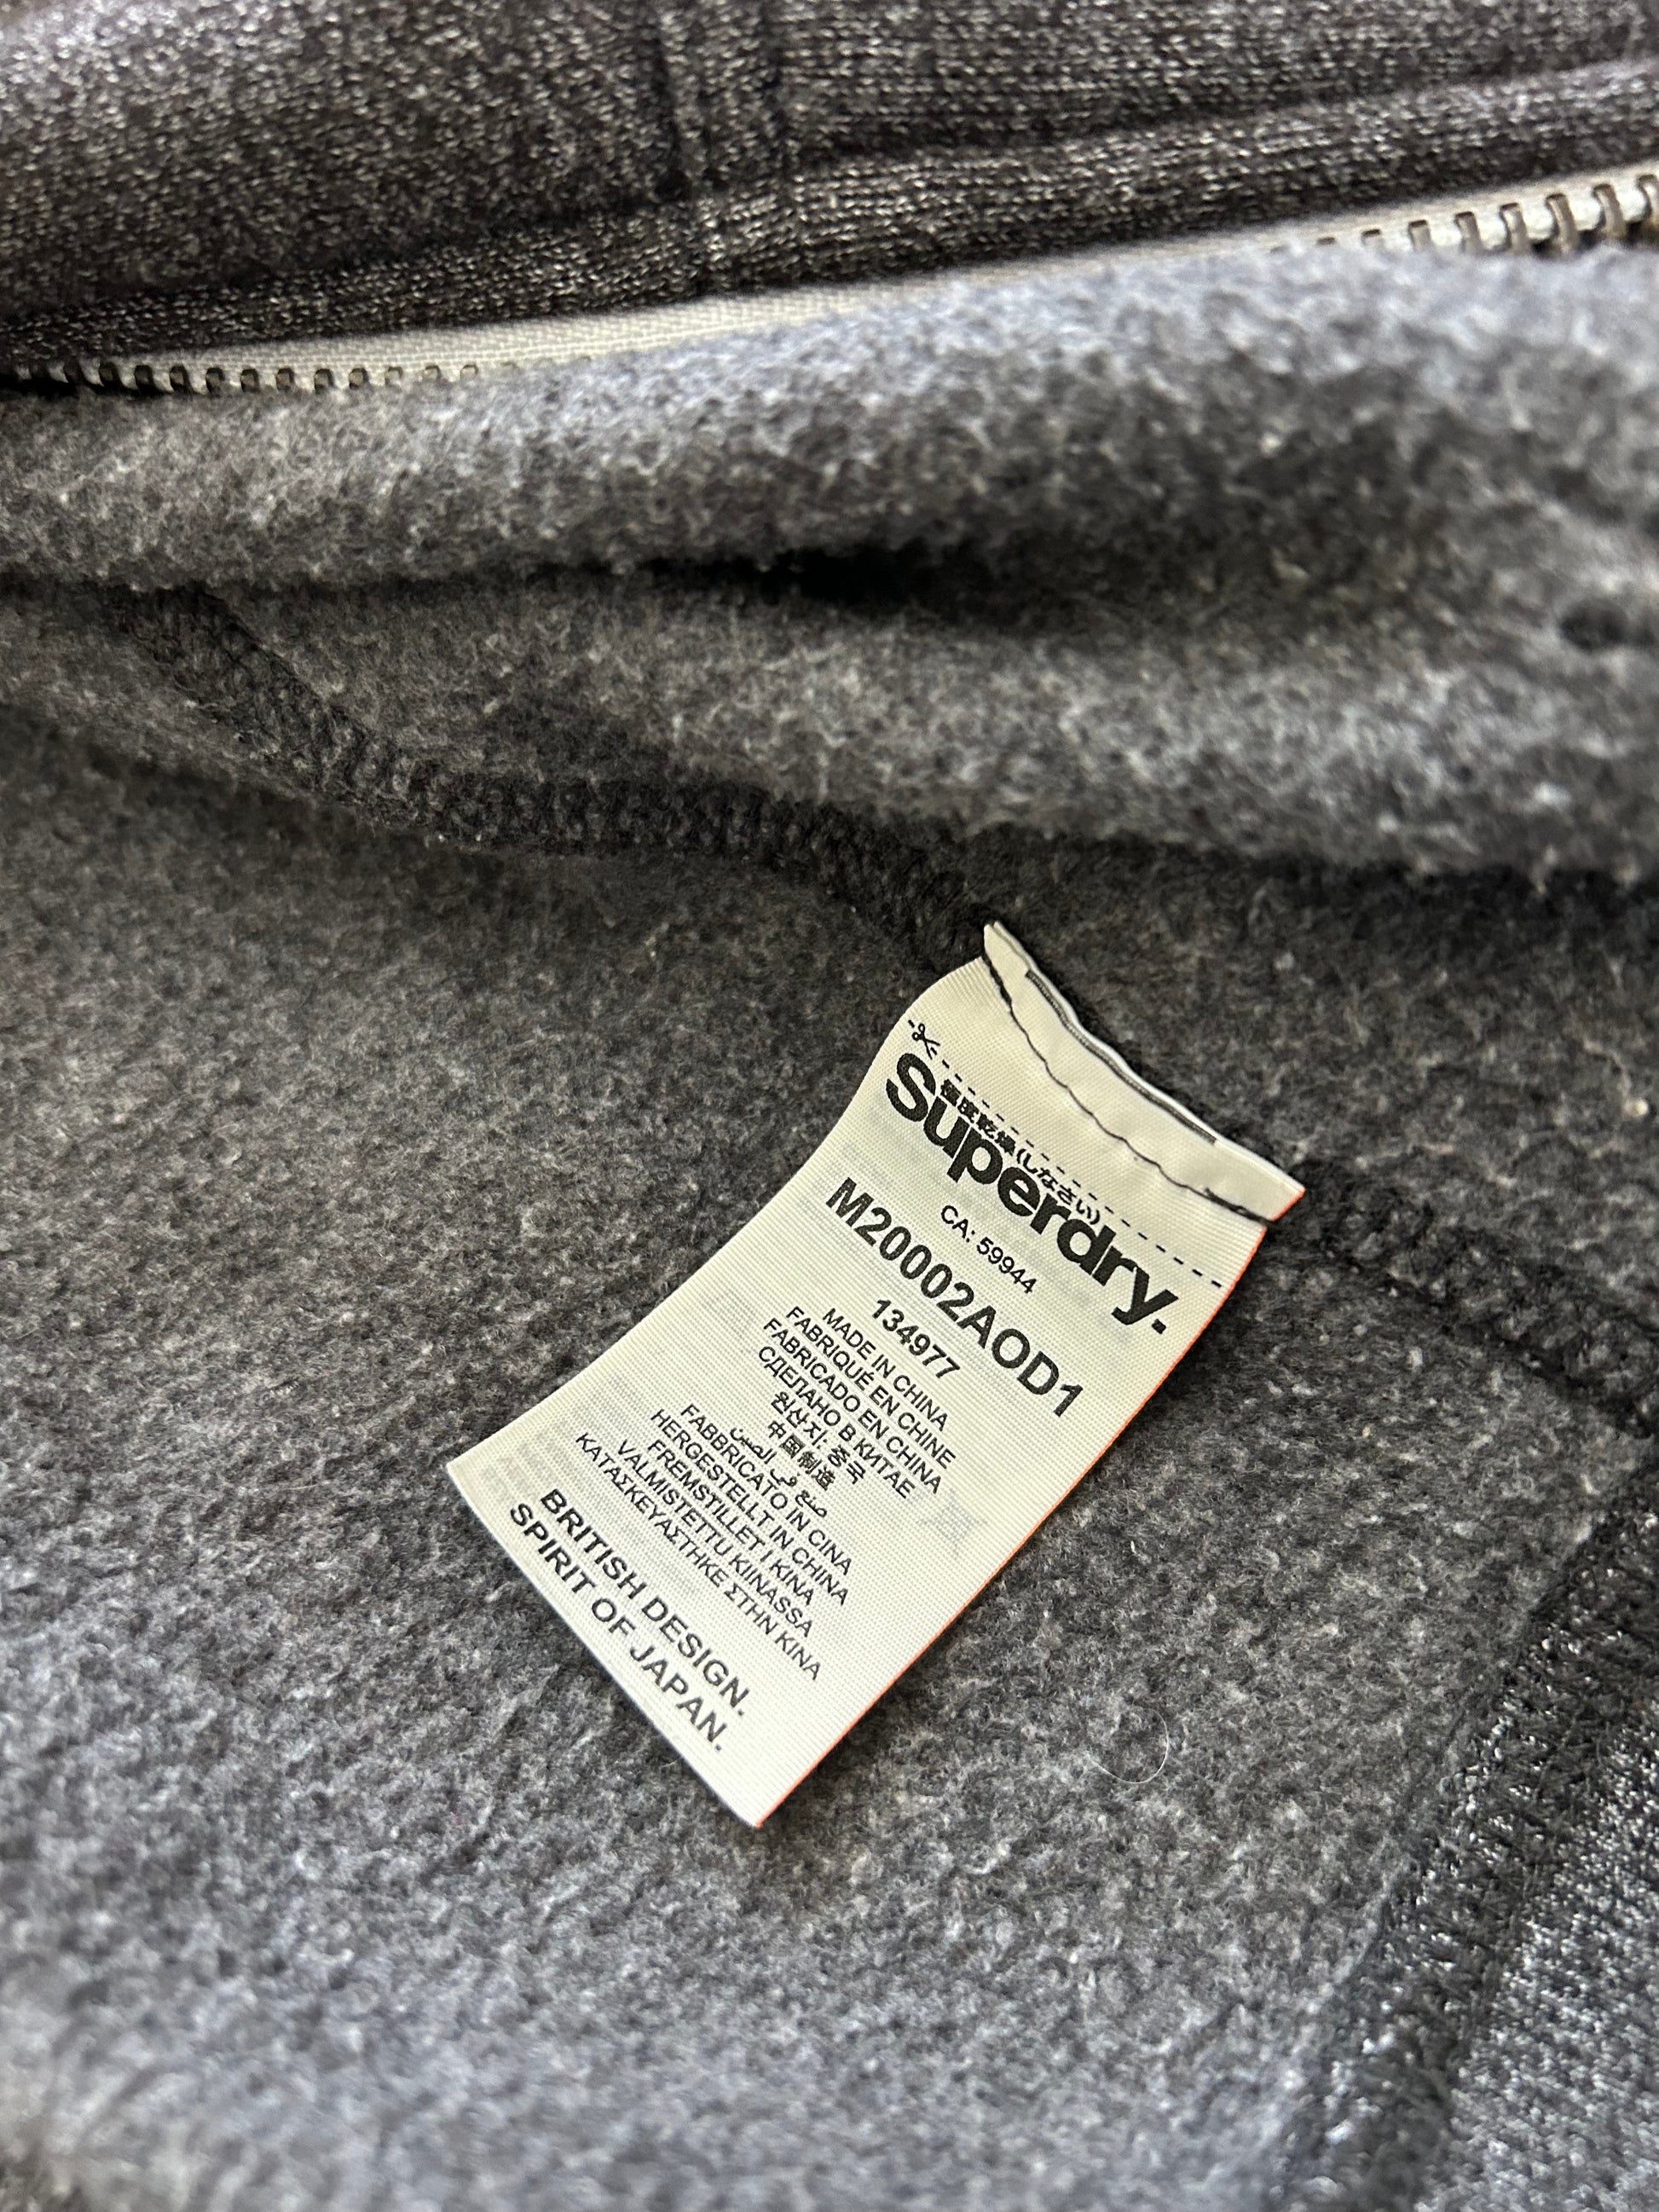 Superdry.
極度乾燥(しなさい)
CA: 59944
M20002AOD1
134977
MADE IN CHINA
FABRIQUÉ EN CHINE
FABRICADO EN CHINA
СДЕЛАНО В КИТАЕ
원산지: 중국
中国制造
صنع في الصين
FABBRICATO IN CINA
HERGESTELLT IN CHINA
FREMSTILLET I KINA
VALMISTETTU KIINASSA
ΚΑΤΑΣΚΕΥΑΣΤΗΚΕ ΣΤΗΝ ΚΙΝΑ
BRITISH DESIGN.
SPIRIT OF JAPAN.